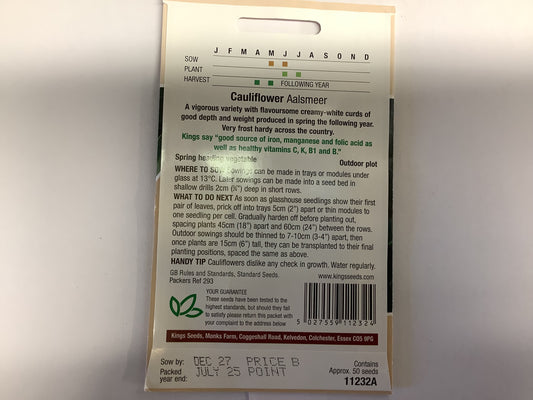 J F M A M J J A S O N D
SOW
PLANT
HARVEST FOLLOWING YEAR
Cauliflower Aalsmeer
A vigorous variety with flavoursome creamy-white curds of
good depth and weight produced in spring the following year.
Very frost hardy across the country.
Kings say "good source of iron, manganese and folic acid as
well as healthy vitamins C, K, B1 and B."
Spring heading vegetable Outdoor plot
WHERE TO SOW Sowings can be made in trays or modules under
glass at 13°C. Later sowings can be made into a seed bed in
shallow drills 2cm (¾") deep in short rows.
WHAT TO DO NEXT As soon as glasshouse seedlings show their first
pair of leaves, prick off into trays 5cm (2") apart or thin modules to
one seedling per cell. Gradually harden off before planting out,
spacing plants 45cm (18") apart and 60cm (24") between the rows.
Outdoor sowings should be thinned to 7-10cm (3-4") apart, then
once plants are 15cm (6") tall, they can be transplanted to their final
planting positions, spaced the same as above.
HANDY TIP Cauliflowers dislike any check in growth. Water regularly.
GB Rules and Standards, Standard Seeds.
Packers Ref 293
www.kingsseeds.com
YOUR GUARANTEE
These seeds have been tested to the
highest standards, but should they fail
to satisfy please return this packet with
your complaint to the address below
5 027559 112324
Kings Seeds, Monks Farm, Coggeshall Road, Kelvedon, Colchester, Essex CO5 9PG
Sow by: DEC 27 PRICE B
Packed year end: JULY 25 POINT
Contains
Approx. 50 seeds
11232A